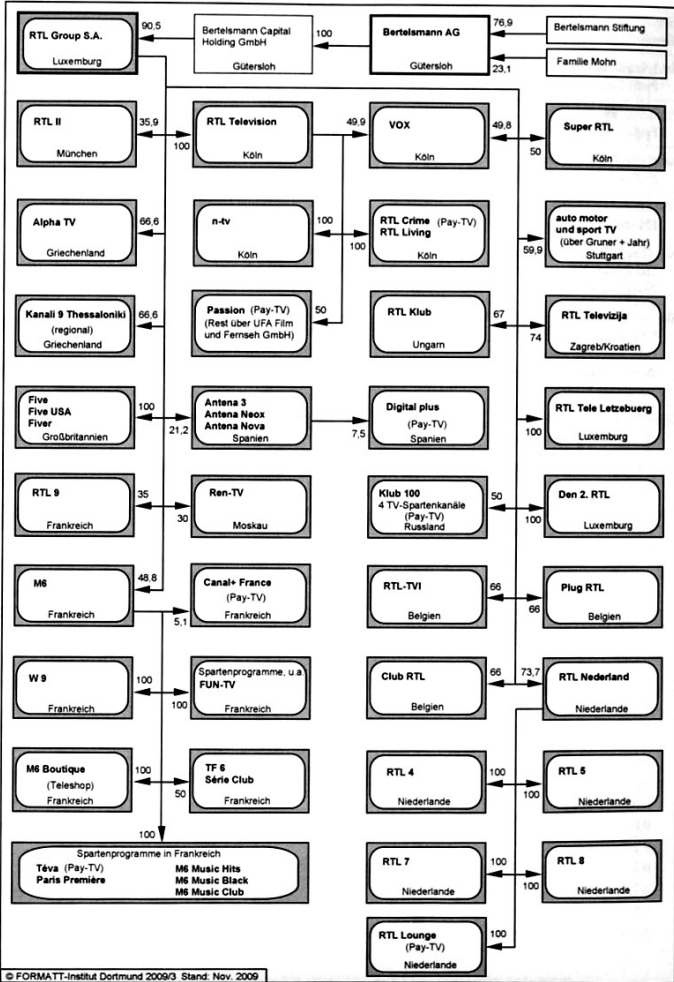 RTL Group S.A.
Luxemburg
90,5
Bertelsmann Capital
Holding GmbH
Gütersloh
100
Bertelsmann AG
Gütersloh
76,9
Bertelsmann Stiftung
23,1
Familie Mohn
RTL II
München
35,9
100
RTL Television
Köln
49,9
VOX
Köln
49,8
50
Super RTL
Köln
Alpha TV
Griechenland
66,6
n-tv
Köln
100
100
RTL Crime (Pay-TV)
RTL Living
Köln
59,9
auto motor
und sport TV
(über Gruner + Jahr)
Stuttgart
Kanali 9 Thessaloniki
(regional)
Griechenland
66,6
Passion (Pay-TV)
(Rest über UFA Film
und Fernseh GmbH)
50
RTL Klub
Ungarn
67
74
RTL Televizija
Zagreb/Kroatien
Five
Five USA
Fiver
Großbritannien
100
21,2
Antena 3
Antena Neox
Antena Nova
Spanien
7,5
Digital plus
(Pay-TV)
Spanien
100
RTL Tele Letzebuerg
Luxemburg
RTL 9
Frankreich
35
30
Ren-TV
Moskau
Klub 100
4 TV-Spartenkanäle
(Pay-TV)
Russland
50
100
Den 2. RTL
Luxemburg
M6
Frankreich
48,8
5,1
Canal+ France
(Pay-TV)
Frankreich
RTL-TVI
Belgien
66
66
Plug RTL
Belgien
W 9
Frankreich
100
100
Spartenprogramme, u.a.
FUN-TV
Frankreich
Club RTL
Belgien
66
73,7
RTL Nederland
Niederlande
M6 Boutique
(Teleshop)
Frankreich
100
50
TF 6
Série Club
Frankreich
RTL 4
Niederlande
100
100
RTL 5
Niederlande
100
Spartenprogramme in Frankreich
Téva (Pay-TV)
Paris Première
M6 Music Hits
M6 Music Black
M6 Music Club
RTL 7
Niederlande
100
100
RTL 8
Niederlande
RTL Lounge
(Pay-TV)
Niederlande
100
© FORMATT-Institut Dortmund 2009/3 Stand: Nov. 2009